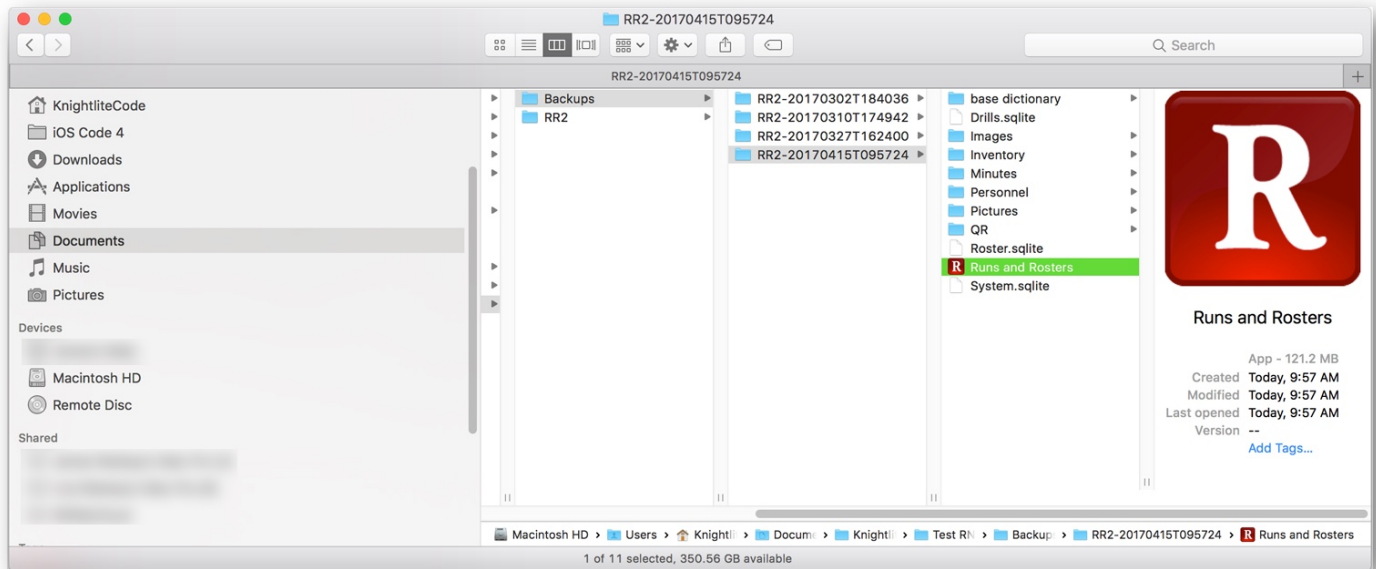 RR2-20170415T095724
Search
RR2-20170415T095724
+
KnightliteCode
iOS Code 4
Downloads
Applications
Movies
Documents
Music
Pictures
Devices
Macintosh HD
Remote Disc
Shared
Backups
RR2
RR2-20170302T184036
RR2-20170310T174942
RR2-20170327T162400
RR2-20170415T095724
base dictionary
Drills.sqlite
Images
Inventory
Minutes
Personnel
Pictures
QR
Roster.sqlite
R Runs and Rosters
System.sqlite
R
Runs and Rosters
App - 121.2 MB
Created Today, 9:57 AM
Modified Today, 9:57 AM
Last opened Today, 9:57 AM
Version --
Add Tags...
Macintosh HD › Users › Knightli › Docume › Knightli › Test RN › Backup › RR2-20170415T095724 › R Runs and Rosters
1 of 11 selected, 350.56 GB available